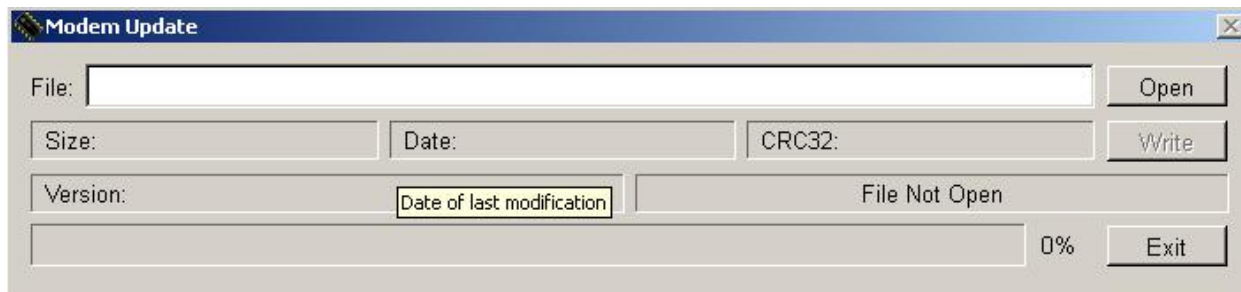 Modem Update
File: Open
Size: Date: CRC32: Write
Version: Date of last modification File Not Open
0% Exit